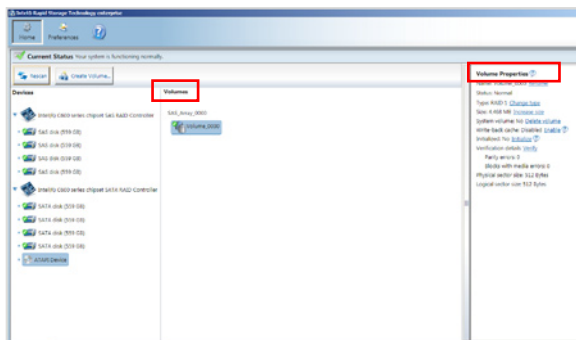 Intel® Rapid Storage Technology enterprise
Home
Preferences
Current Status Your system is functioning normally.
Rescan
Create Volume...
Devices
Volumes
Intel(R) C600 series chipset SAS RAID Controller
SAS disk (559 GB)
SAS disk (559 GB)
SAS disk (559 GB)
SAS disk (559 GB)
Intel(R) C600 series chipset SATA RAID Controller
SATA disk (559 GB)
SATA disk (559 GB)
SATA disk (559 GB)
SATA disk (559 GB)
ATAPI Device
SAS_Array_0000
Volume_0000
Volume Properties
Name: Volume_0000 Rename
Status: Normal
Type: RAID 1 Change type
Size: MB Increase size
System volume: No Delete volume
Write back cache: Disabled Enable
Initialized: No Initialize
Verification details: Verify
Parity errors: 0
Blocks with media errors: 0
Physical sector size: 512 Bytes
Logical sector size: 512 Bytes